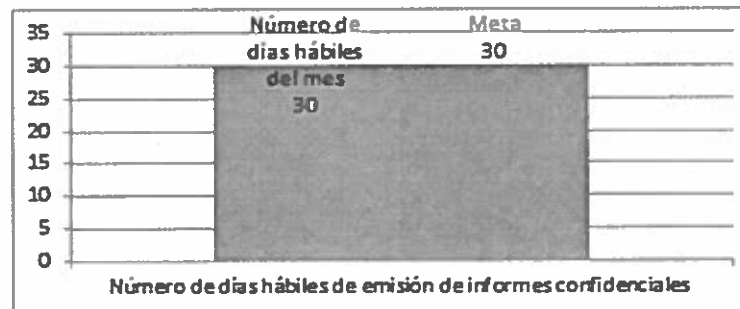 35
30
25
20
15
10
5
0
Número de
días hábiles
del mes
30
Meta
30
Número de días hábiles de emisión de informes confidenciales